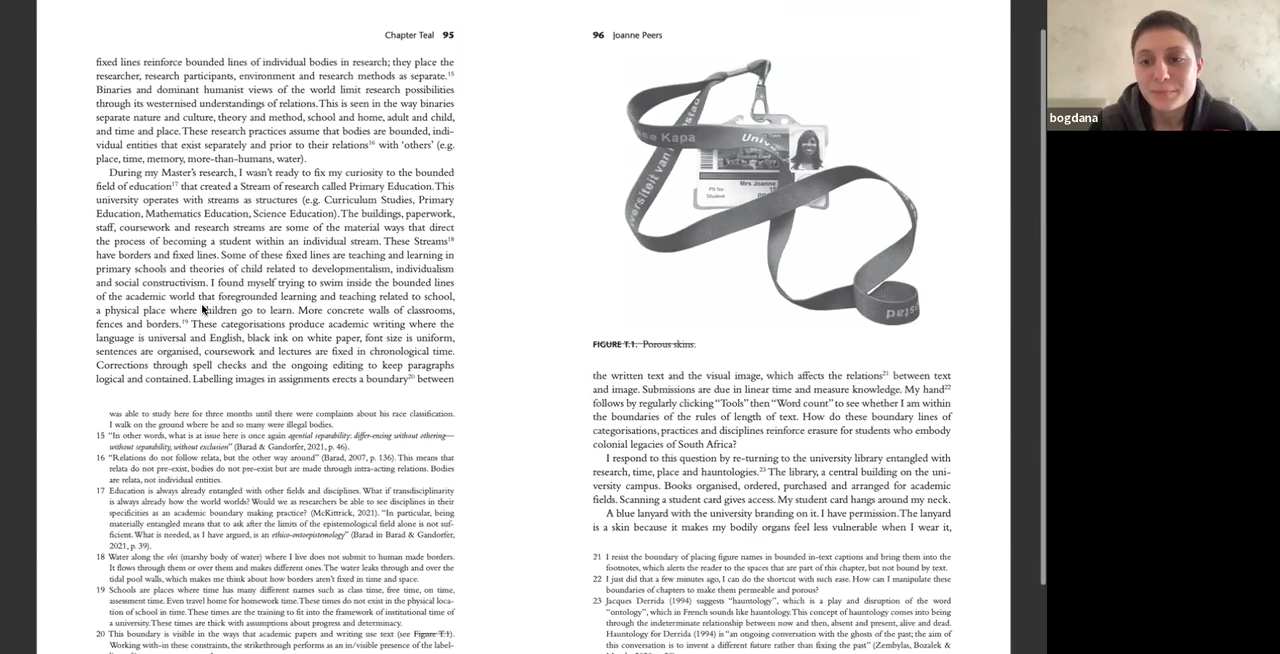 Chapter Teal 95
fixed lines reinforce bounded lines of individual bodies in research; they place the
researcher, research participants, environment and research methods as separate.15
Binaries and dominant humanist views of the world limit research possibilities
through its westernised understandings of relations. This is seen in the way binaries
separate nature and culture, theory and method, school and home, adult and child,
and time and place. These research practices assume that bodies are bounded, indi-
vidual entities that exist separately and prior to their relations16 with ‘others’ (e.g.
place, time, memory, more-than-humans, water).
During my Master’s research, I wasn’t ready to fix my curiosity to the bounded
field of education17 that created a Stream of research called Primary Education. This
university operates with streams as structures (e.g. Curriculum Studies, Primary
Education, Mathematics Education, Science Education). The buildings, paperwork,
staff, coursework and research streams are some of the material ways that direct
the process of becoming a student within an individual stream. These Streams18
have borders and fixed lines. Some of these fixed lines are teaching and learning in
primary schools and theories of child related to developmentalism, individualism
and social constructivism. I found myself trying to swim inside the bounded lines
of the academic world that foregrounded learning and teaching related to school,
a physical place where children go to learn. More concrete walls of classrooms,
fences and borders.19 These categorisations produce academic writing where the
language is universal and English, black ink on white paper, font size is uniform,
sentences are organised, coursework and lectures are fixed in chronological time.
Corrections through spell checks and the ongoing editing to keep paragraphs
logical and contained. Labelling images in assignments erects a boundary20 between
was able to study here for three months until there were complaints about his race classification.
I walk on the ground where he and so many were illegal bodies.
15 “In other words, what is at issue here is once again agential separability: differ-encing without othering—
without separability, without exclusion” (Barad & Gandorfer, 2021, p. 46).
16 “Relations do not follow relata, but the other way around” (Barad, 2007, p. 136). This means that
relata do not pre-exist, bodies do not pre-exist but are made through intra-acting relations. Bodies
are relata, not individual entities.
17 Education is always already entangled with other fields and disciplines. What if transdisciplinarity
is always already how the world worlds? Would we as researchers be able to see disciplines in their
specificities as an academic boundary making practice? (McKittrick, 2021). “In particular, being
materially entangled means that to ask after the limits of the epistemological field alone is not suf-
ficient. What is needed, as I have argued, is an ethico-ontoepistemology” (Barad in Barad & Gandorfer,
2021, p. 39).
18 Water along the vlei (marshy body of water) where I live does not submit to human made borders.
It flows through them or over them and makes different ones. The water leaks through and over the
tidal pool walls, which makes me think about how borders aren’t fixed in time and space.
19 Schools are places where time has many different names such as class time, free time, on time,
assessment time. Even travel home for homework time. These times do not exist in the physical loca-
tion of school in time. These times are the training to fit into the framework of institutional time of
a university. These times are thick with assumptions about progress and determinacy.
20 This boundary is visible in the ways that academic papers and writing use text (see Figure T.1).
Working with-in these constraints, the strikethrough performs as an in/visible presence of the label-
96 Joanne Peers
se Kapa
Univ
Student Card
Mrs Joanne
PS No
Student
versiteit van
stad
FIGURE T.1. Porous skins.
the written text and the visual image, which affects the relations21 between text
and image. Submissions are due in linear time and measure knowledge. My hand22
follows by regularly clicking “Tools” then “Word count” to see whether I am within
the boundaries of the rules of length of text. How do these boundary lines of
categorisations, practices and disciplines reinforce erasure for students who embody
colonial legacies of South Africa?
I respond to this question by re-turning to the university library entangled with
research, time, place and hauntologies.23 The library, a central building on the uni-
versity campus. Books organised, ordered, purchased and arranged for academic
fields. Scanning a student card gives access. My student card hangs around my neck.
A blue lanyard with the university branding on it. I have permission. The lanyard
is a skin because it makes my bodily organs feel less vulnerable when I wear it,
21 I resist the boundary of placing figure names in bounded in-text captions and bring them into the
footnotes, which alerts the reader to the spaces that are part of this chapter, but not bound by text.
22 I just did that a few minutes ago, I can do the shortcut with such ease. How can I manipulate these
boundaries of chapters to make them permeable and porous?
23 Jacques Derrida (1994) suggests “hauntology”, which is a play and disruption of the word
“ontology”, which in French sounds like hauntology. This concept of hauntology comes into being
through the indeterminate relationship between now and then, absent and present, alive and dead.
Hauntology for Derrida (1994) is “an ongoing conversation with the ghosts of the past; the aim of
this conversation is to invent a different future rather than fixing the past” (Zembylas, Bozalek &
bogdana